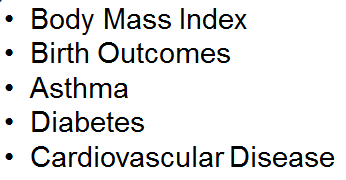 • Body Mass Index
• Birth Outcomes
• Asthma
• Diabetes
• Cardiovascular Disease